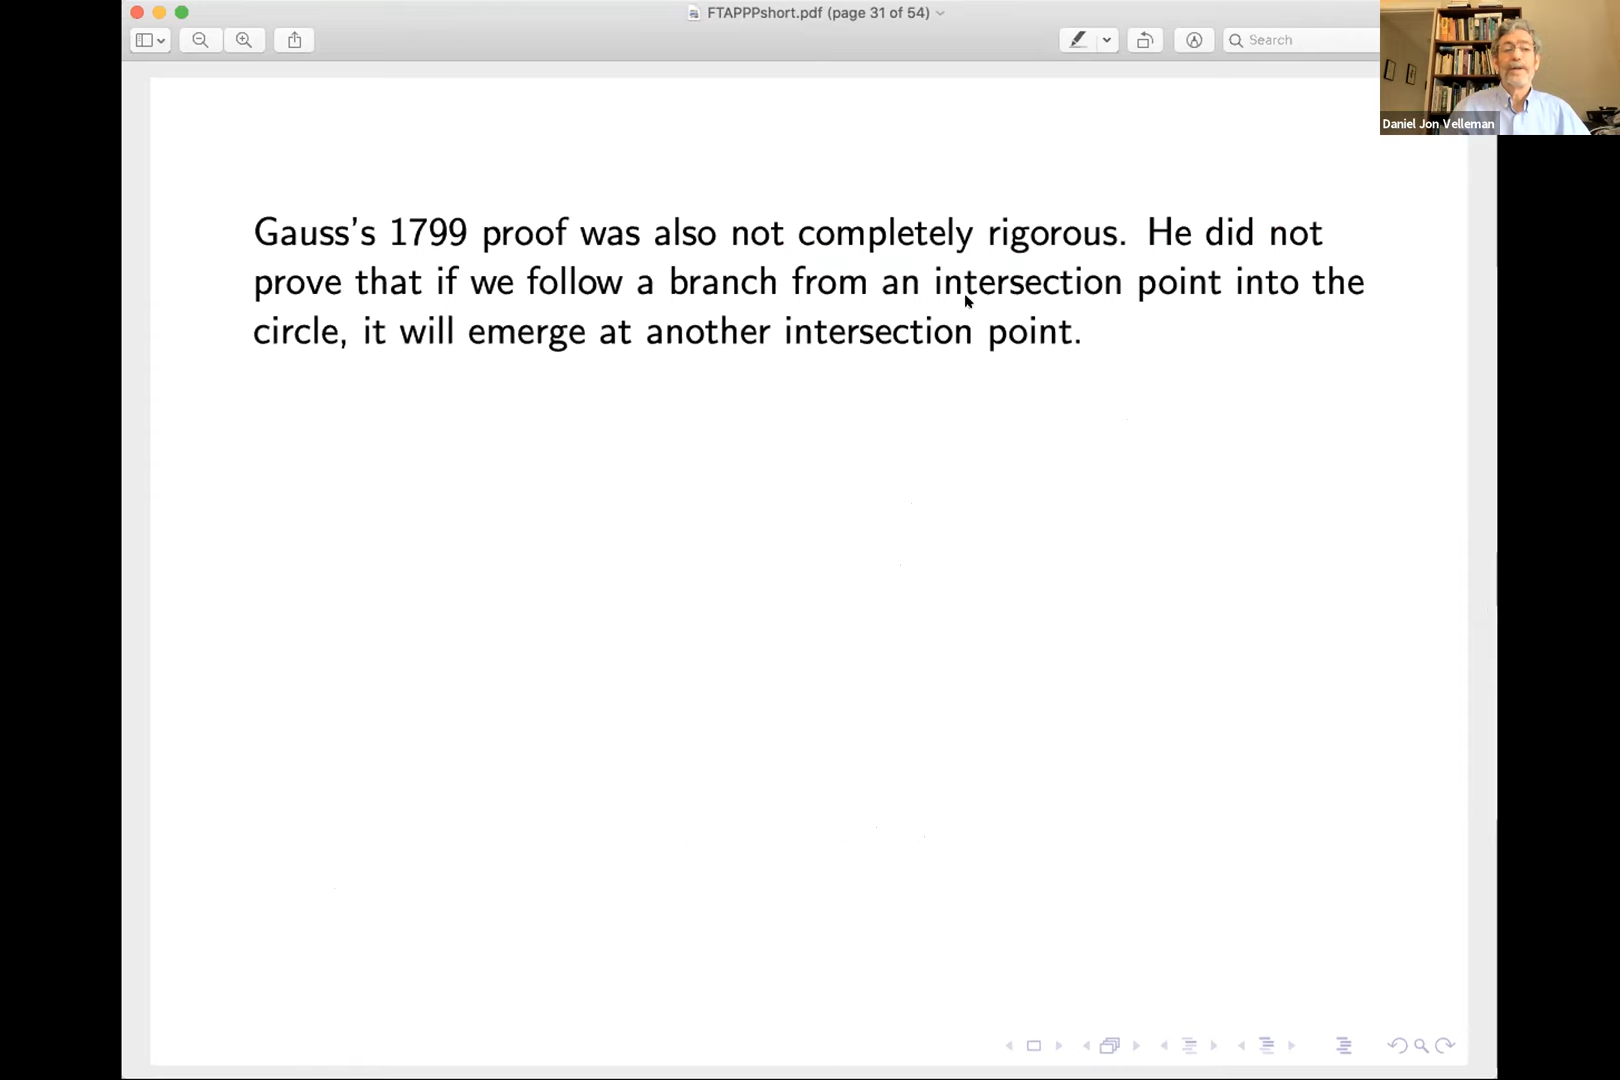 FTAPPPshort.pdf (page 31 of 54)
Search
Daniel Jon Velleman
Gauss's 1799 proof was also not completely rigorous. He did not
prove that if we follow a branch from an intersection point into the
circle, it will emerge at another intersection point.